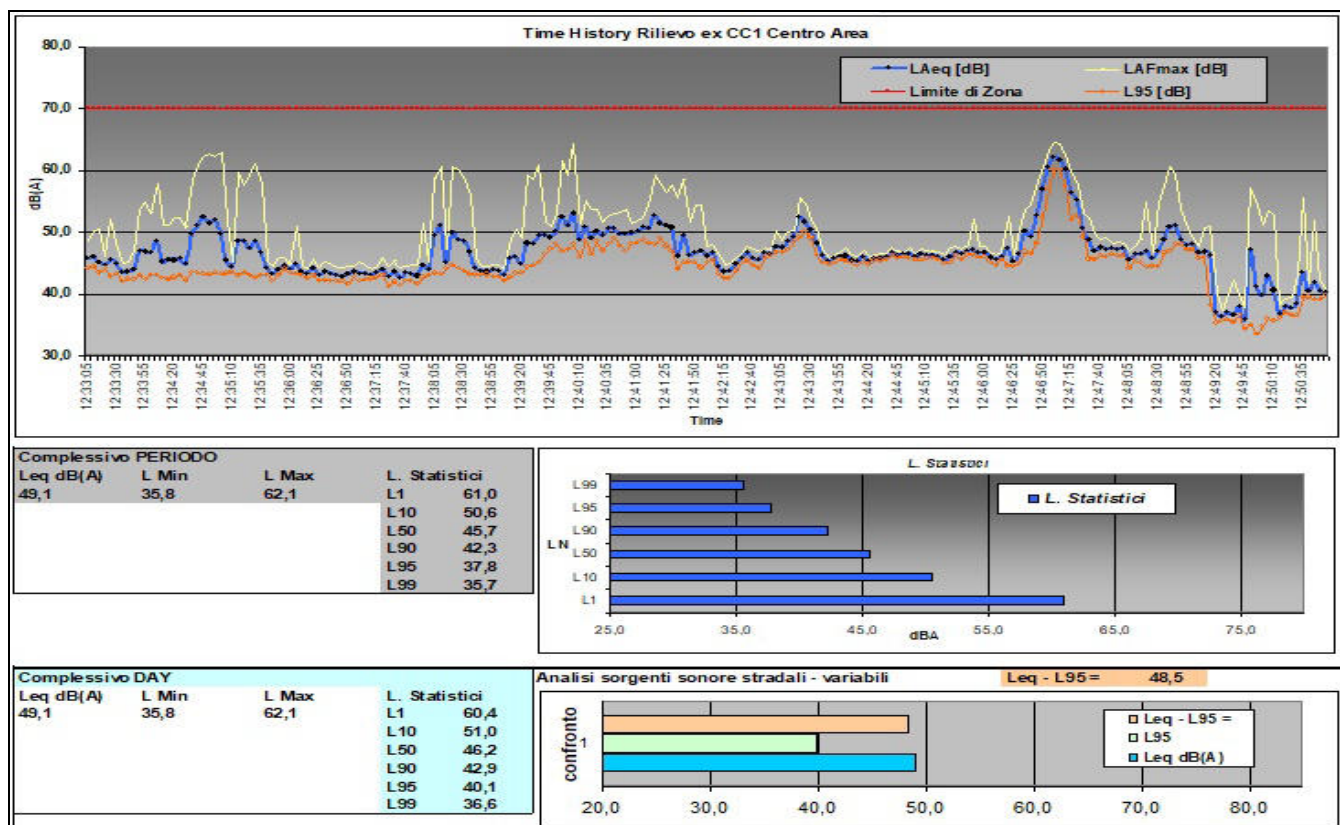 Time History Rilievo ex CC1 Centro Area
80,0
70,0
60,0
50,0
40,0
30,0
dB(A)
LAeq [dB]
LAFmax [dB]
Limite di Zona
L95 [dB]
12:33:05
12:33:30
12:33:55
12:34:20
12:34:45
12:35:10
12:35:35
12:36:00
12:36:25
12:36:50
12:37:15
12:37:40
12:38:05
12:38:30
12:38:55
12:39:20
12:39:45
12:40:10
12:40:35
12:41:00
12:41:25
12:41:50
12:42:15
12:42:40
12:43:05
12:43:30
12:43:55
12:44:20
12:44:45
12:45:10
12:45:35
12:46:00
12:46:25
12:46:50
12:47:15
12:47:40
12:48:05
12:48:30
12:48:55
12:49:20
12:49:45
12:50:10
12:50:35
Time
Complessivo PERIODO
Leq dB(A) L Min L Max L. Statistici
49,1 35,8 62,1 L1 61,0
L10 50,6
L50 45,7
L90 42,3
L95 37,8
L99 35,7
L. Statistici
L99
L95
L90
L50
L10
L1
LN
L. Statistici
25,0 35,0 45,0 55,0 65,0 75,0
dBA
Complessivo DAY
Leq dB(A) L Min L Max L. Statistici
49,1 35,8 62,1 L1 60,4
L10 51,0
L50 46,2
L90 42,9
L95 40,1
L99 36,6
Analisi sorgenti sonore stradali - variabili Leq - L95 = 48,5
confronto
1
Leq - L95 =
L95
Leq dB(A)
20,0 30,0 40,0 50,0 60,0 70,0 80,0